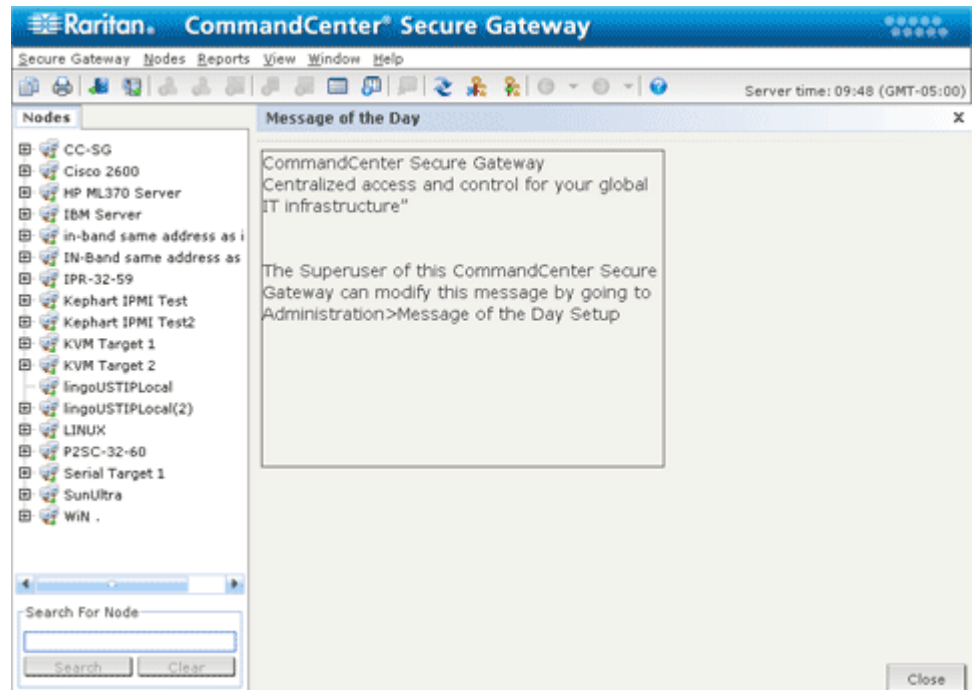 Raritan. CommandCenter® Secure Gateway
Secure Gateway Nodes Reports View Window Help
Server time: 09:48 (GMT-05:00)
Nodes
Message of the Day x
CC-SG
Cisco 2600
HP ML370 Server
IBM Server
in-band same address as i
IN-Band same address as
IPR-32-59
Kephart IPMI Test
Kephart IPMI Test2
KVM Target 1
KVM Target 2
lingoUSTIPLocal
lingoUSTIPLocal(2)
LINUX
P2SC-32-60
Serial Target 1
SunUltra
WiN .
Search For Node
Search Clear
CommandCenter Secure Gateway
Centralized access and control for your global
IT infrastructure"
The Superuser of this CommandCenter Secure
Gateway can modify this message by going to
Administration>Message of the Day Setup
Close